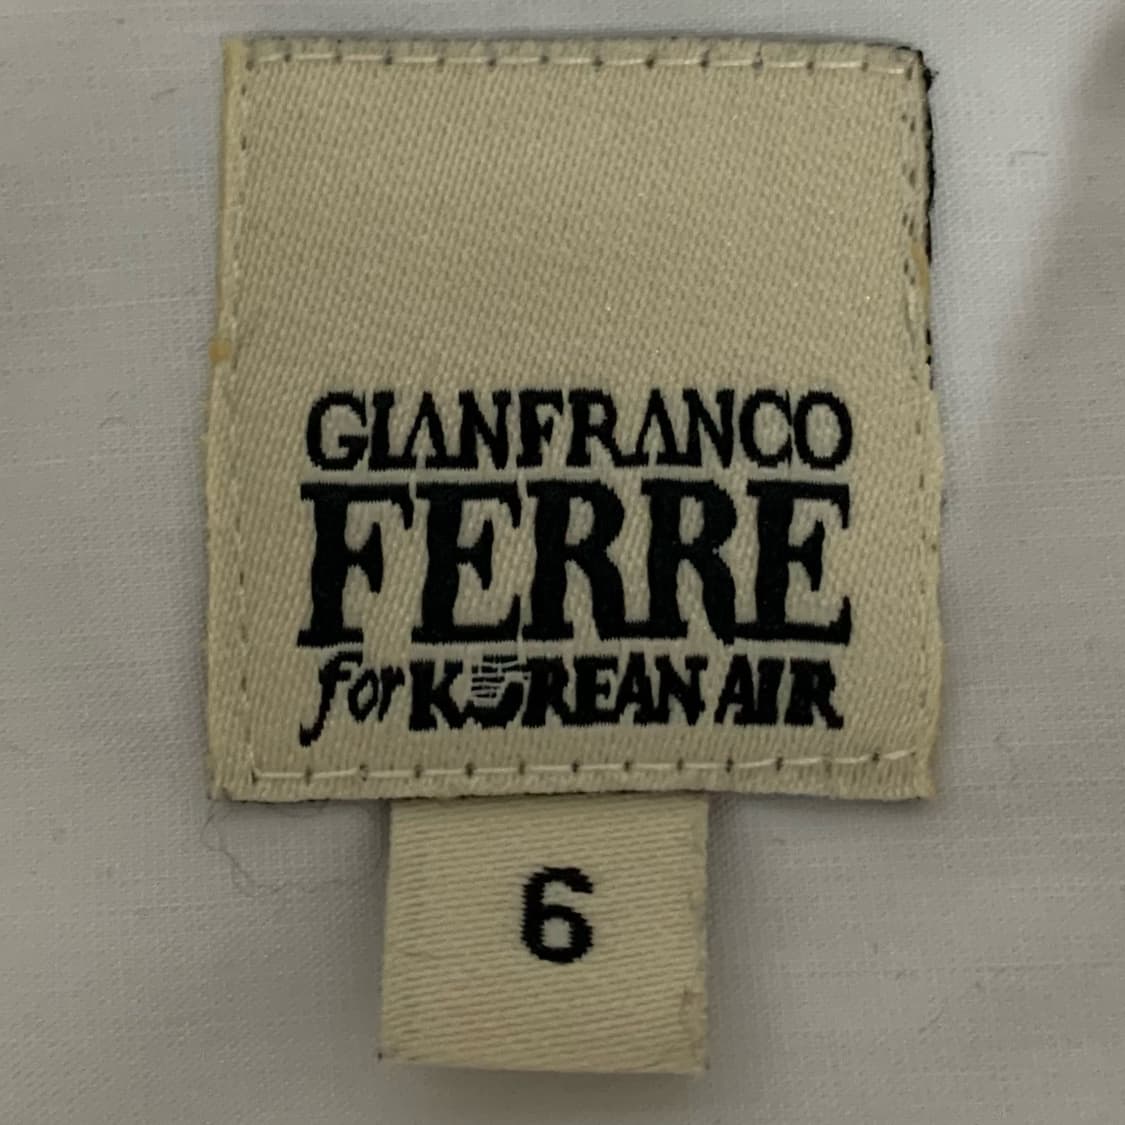 GIANFRANCO
FERRE
for KOREAN AIR
6